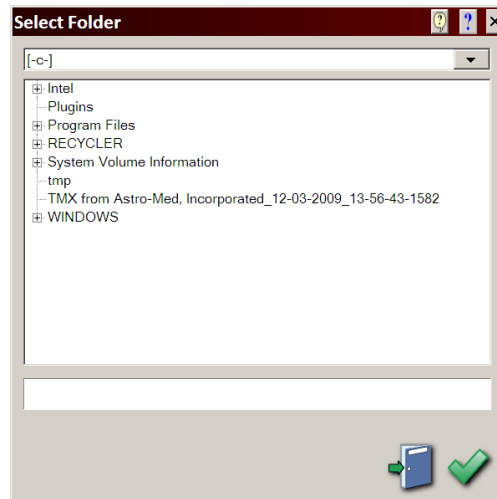 Select Folder
[-c-]
Intel
Plugins
Program Files
RECYCLER
System Volume Information
tmp
TMX from Astro-Med, Incorporated_12-03-2009_13-56-43-1582
WINDOWS